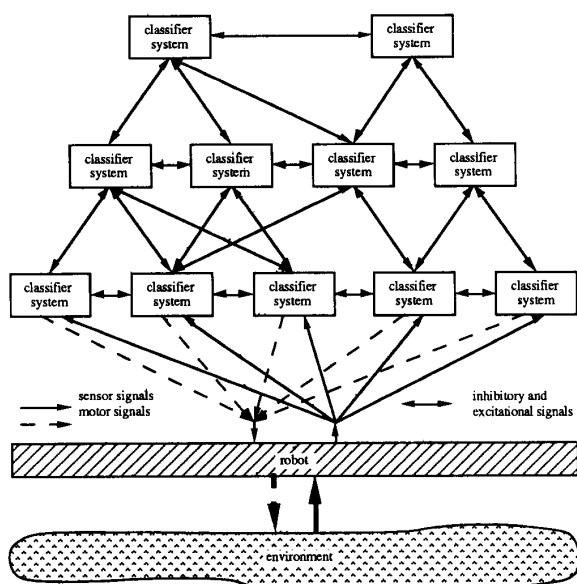 classifier
system
classifier
system
classifier
system
classifier
system
classifier
system
classifier
system
classifier
system
classifier
system
classifier
system
classifier
system
classifier
system
sensor signals
motor signals
inhibitory and
excitational signals
robot
environment